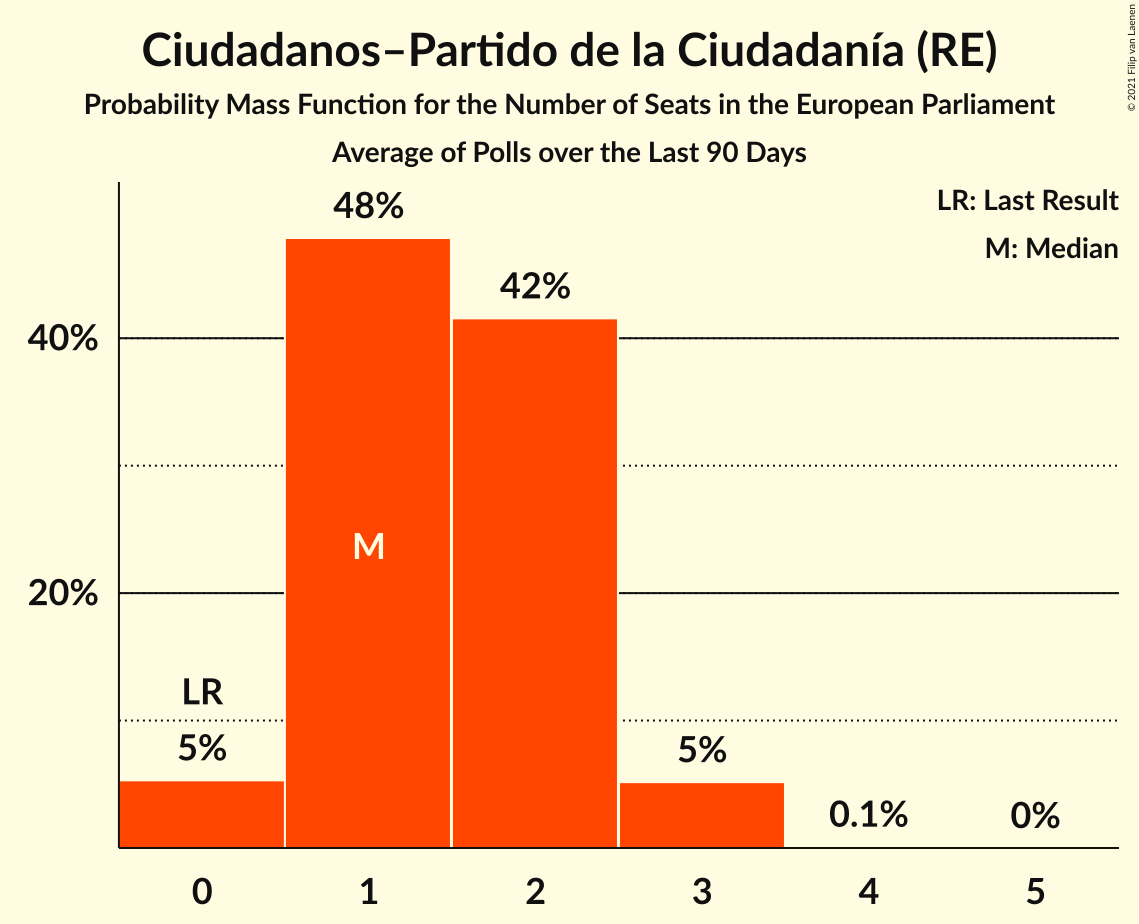 Ciudadanos–Partido de la Ciudadanía (RE)
Probability Mass Function for the Number of Seats in the European Parliament
Average of Polls over the Last 90 Days
© 2021 Filip van Laenen
LR: Last Result
M: Median
48%
42%
40%
M
20%
LR
5%
5%
0.1%
0%
0 1 2 3 4 5